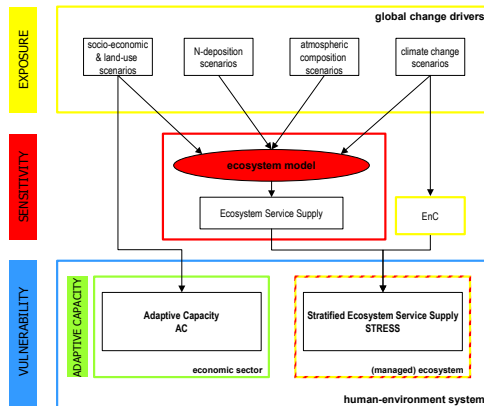 EXPOSURE
global change drivers
socio-economic
& land-use
scenarios
N-deposition
scenarios
atmospheric
composition
scenarios
climate change
scenarios
SENSITIVITY
ecosystem model
Ecosystem Service Supply
EnC
VULNERABILITY
ADAPTIVE CAPACITY
Adaptive Capacity
AC
economic sector
Stratified Ecosystem Service Supply
STRESS
(managed) ecosystem
human-environment system